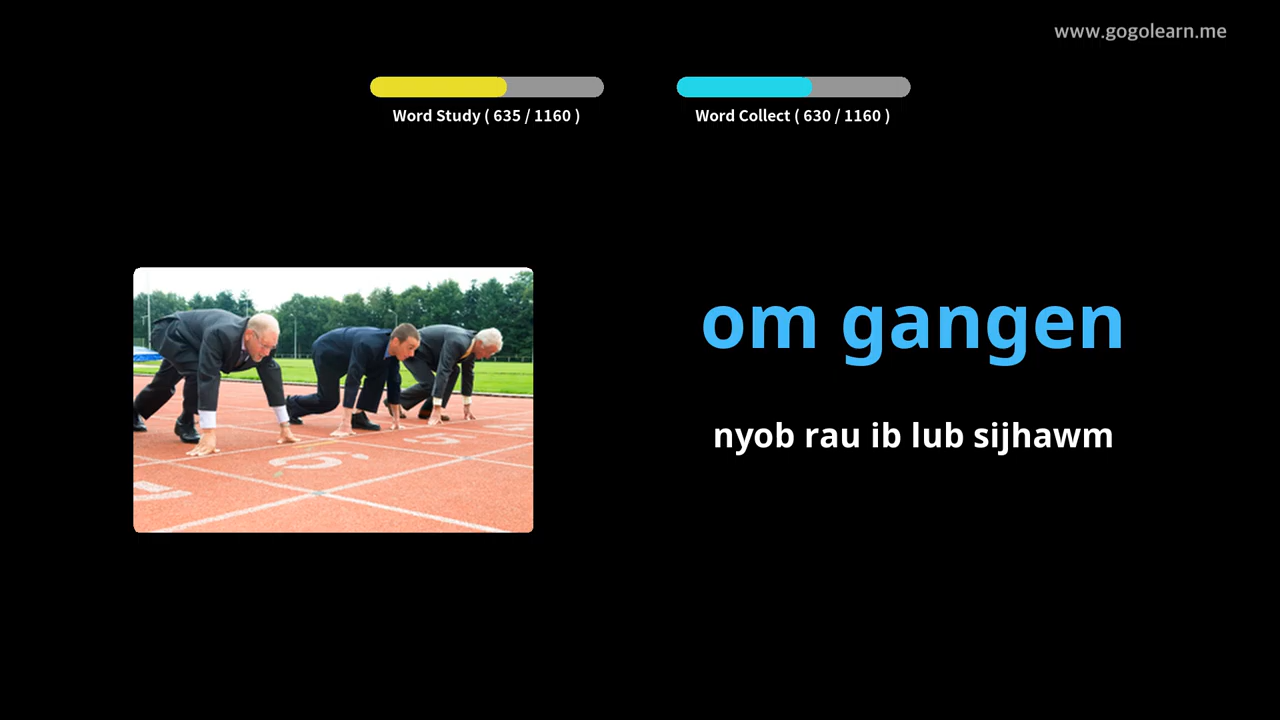 www.gogolearn.me
Word Study ( 635 / 1160 )
Word Collect ( 630 / 1160 )
om gangen
nyob rau ib lub sijhawm